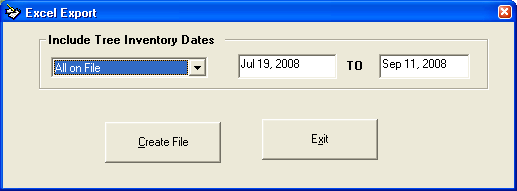 Excel Export
Include Tree Inventory Dates
All on File Jul 19, 2008 TO Sep 11, 2008
Create File Exit